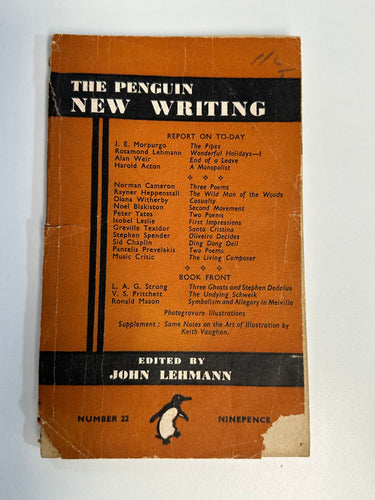 THE PENGUIN
NEW WRITING
REPORT ON TO-DAY
J. E. Morpurgo The Pipes
Rosamond Lehmann Wonderful Holidays—I
Alan Weir End of a Leave
Harold Acton A Monopolist
Norman Cameron Three Poems
Rayner Heppenstall The Wild Man of the Woods
Diana Witherby Casualty
Noel Blakiston Second Movement
Peter Yates Two Poems
Isobel Leslie First Impressions
Greville Texidor Santa Cristina
Stephen Spender Oliveiro Decides
Sid Chaplin Ding Dong Dell
Pantelis Prevelakis Two Poems
Music Critic The Living Composer
BOOK FRONT
L. A. G. Strong Three Ghosts and Stephen Dedalus
V. S. Pritchett The Undying Schweik
Ronald Mason Symbolism and Allegory in Melville
Photogravure Illustrations
Supplement: Some Notes on the Art of Illustration by
Keith Vaughan.
EDITED BY
JOHN LEHMANN
NUMBER 22 NINEPENCE